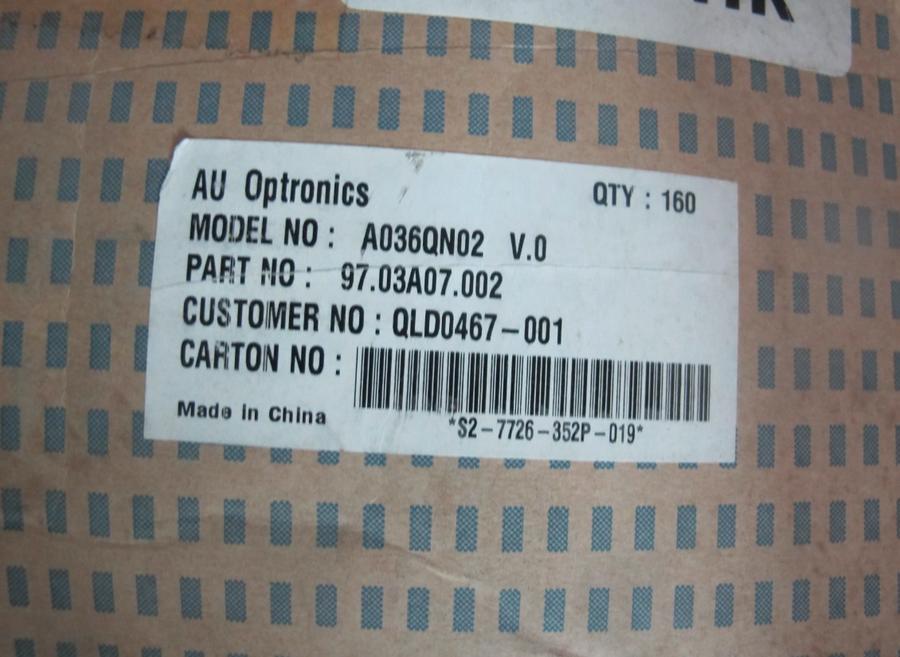 AU Optronics QTY : 160
MODEL NO : A036QN02 V.0
PART NO : 97.03A07.002
CUSTOMER NO : QLD0467-001
CARTON NO :
*S2-7726-352P-019*
Made in China